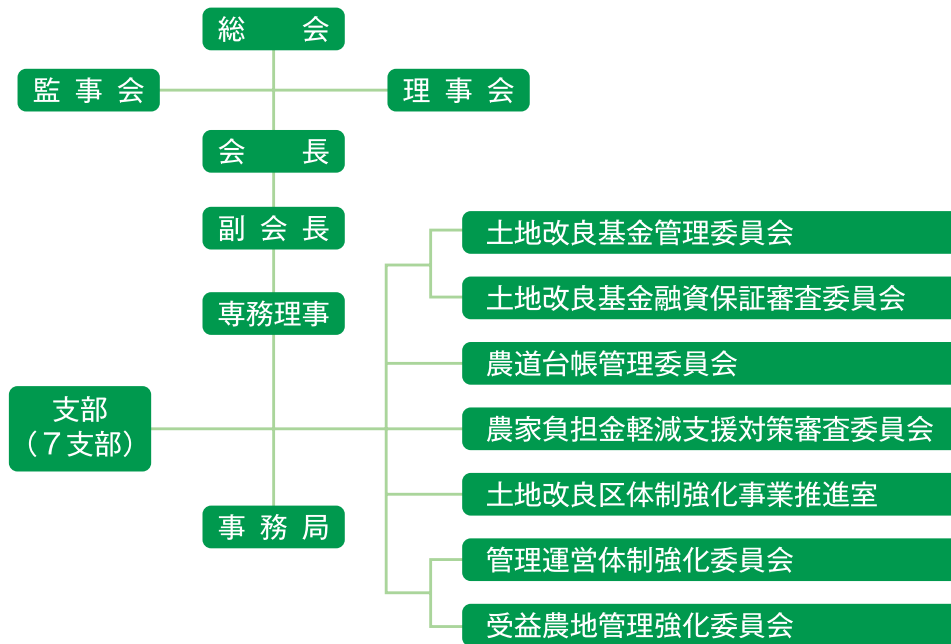 総会
監事会
理事会
会長
副会長
専務理事
支部
（７支部）
事務局
土地改良基金管理委員会
土地改良基金融資保証審査委員会
農道台帳管理委員会
農家負担金軽減支援対策審査委員会
土地改良区体制強化事業推進室
管理運営体制強化委員会
受益農地管理強化委員会